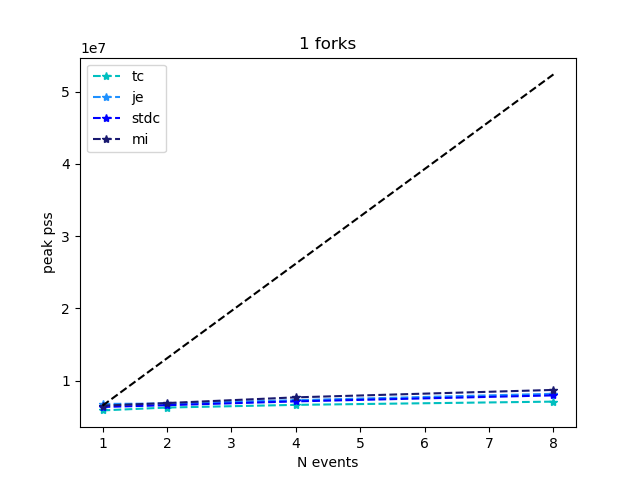 1 forks
1e7
tc
je
stdc
mi
5
4
3
2
1
peak pss
1 2 3 4 5 6 7 8
N events